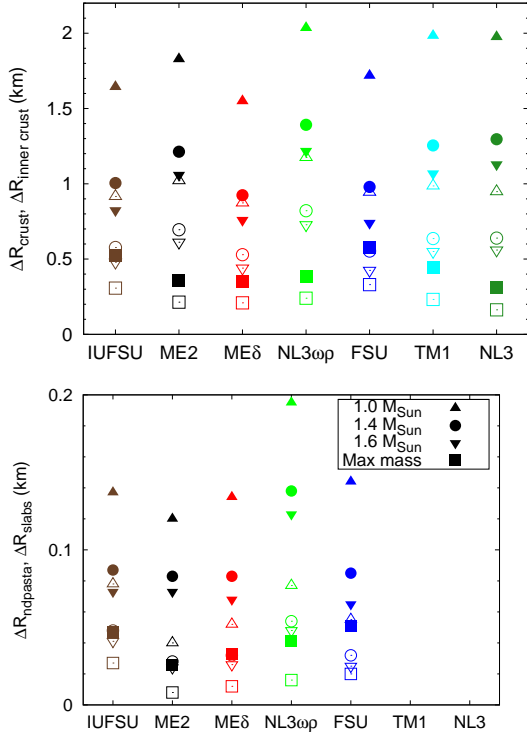 ΔR_crust, ΔR_inner crust (km)
2
1.5
1
0.5
0
IUFSU ME2 MEδ NL3ωρ FSU TM1 NL3
ΔR_ndpasta, ΔR_slabs (km)
0.2
0.1
0
1.0 M_Sun
1.4 M_Sun
1.6 M_Sun
Max mass
IUFSU ME2 MEδ NL3ωρ FSU TM1 NL3